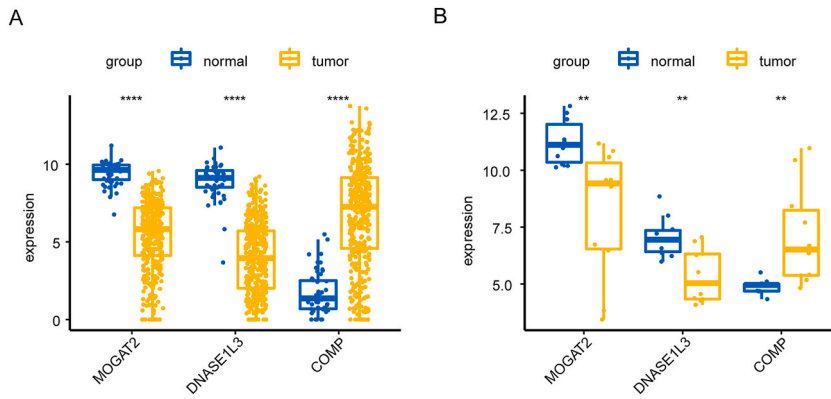 A
group normal tumor
**** **** ****
expression
10
5
0
MOGAT2 DNASE1L3 COMP
B
group normal tumor
** ** **
expression
12.5
10.0
7.5
5.0
MOGAT2 DNASE1L3 COMP